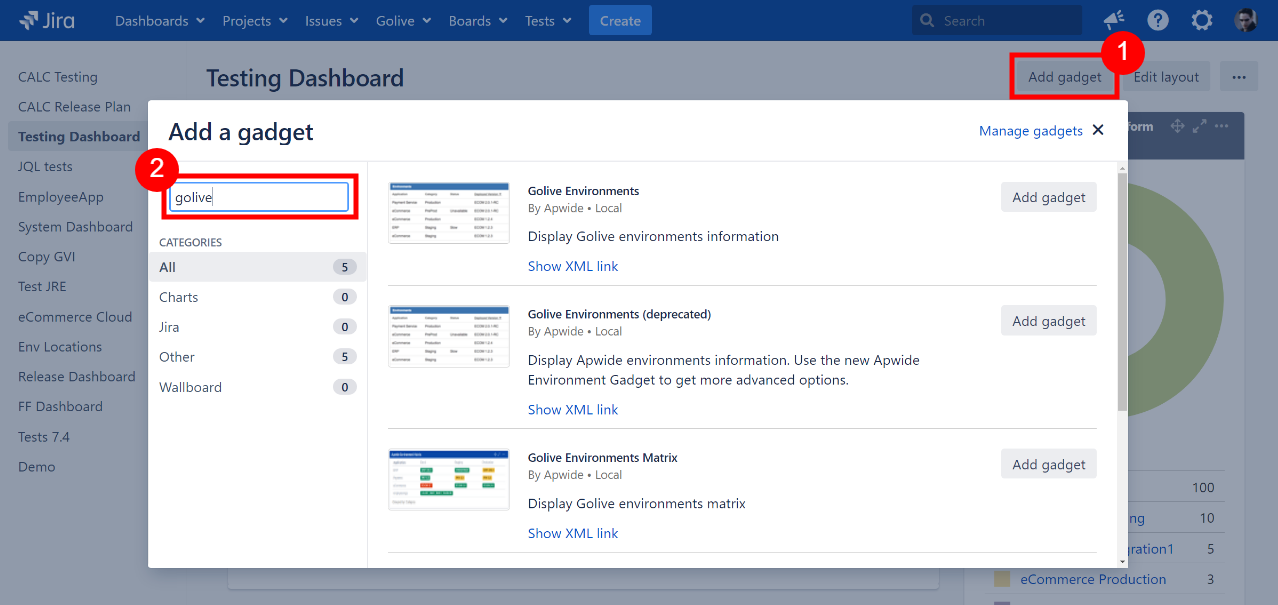 Jira
Dashboards Projects Issues Golive Boards Tests Create Search
1
CALC Testing
CALC Release Plan
Testing Dashboard
JQL tests
EmployeeApp
System Dashboard
Copy GVI
Test JRE
eCommerce Cloud
Env Locations
Release Dashboard
FF Dashboard
Tests 7.4
Demo
Testing Dashboard
Add gadget Edit layout
Add a gadget
Manage gadgets
2
golive
CATEGORIES
All 5
Charts 0
Jira 0
Other 5
Wallboard 0
Golive Environments
By Apwide • Local
Display Golive environments information
Show XML link
Add gadget
Golive Environments (deprecated)
By Apwide • Local
Display Apwide environments information. Use the new Apwide
Environment Gadget to get more advanced options.
Show XML link
Add gadget
Golive Environments Matrix
By Apwide • Local
Display Golive environments matrix
Show XML link
Add gadget
form
100
ng 10
gration1 5
eCommerce Production 3